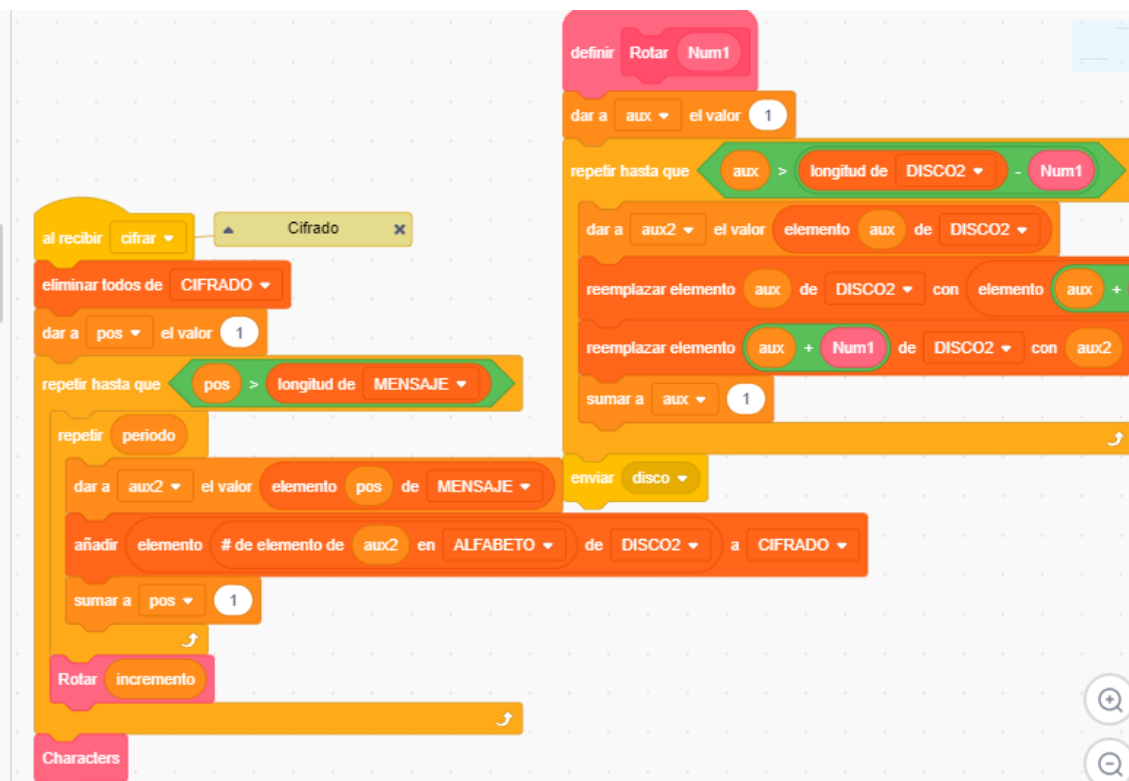 al recibir cifrar
Cifrado
eliminar todos de CIFRADO
dar a pos el valor 1
repetir hasta que pos > longitud de MENSAJE
repetir periodo
dar a aux2 el valor elemento pos de MENSAJE
añadir elemento # de elemento de aux2 en ALFABETO de DISCO2 a CIFRADO
sumar a pos 1
Rotar incremento
Characters
definir Rotar Num1
dar a aux el valor 1
repetir hasta que aux > longitud de DISCO2 - Num1
dar a aux2 el valor elemento aux de DISCO2
reemplazar elemento aux de DISCO2 con elemento aux +
reemplazar elemento aux + Num1 de DISCO2 con aux2
sumar a aux 1
enviar disco